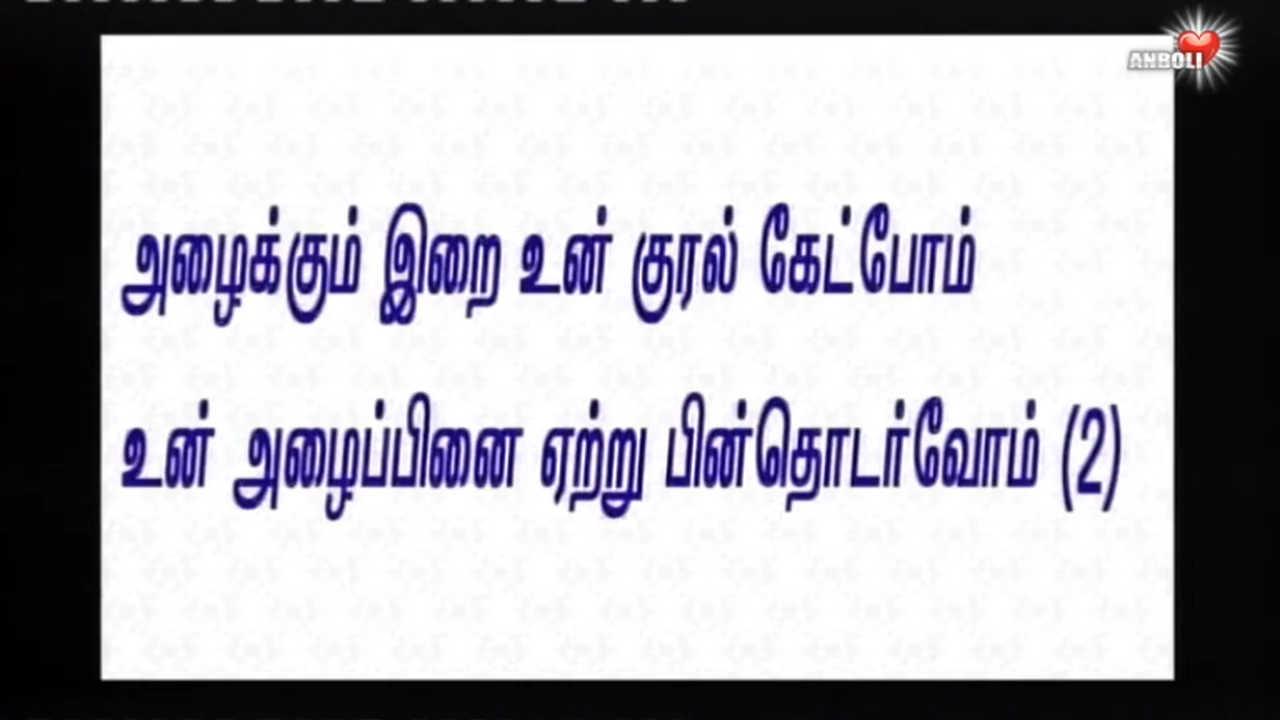 ANBOLI
அழைக்கும் இறை உன் குரல் கேட்போம்
உன் அழைப்பினை ஏற்று பின்தொடர்வோம் (2)